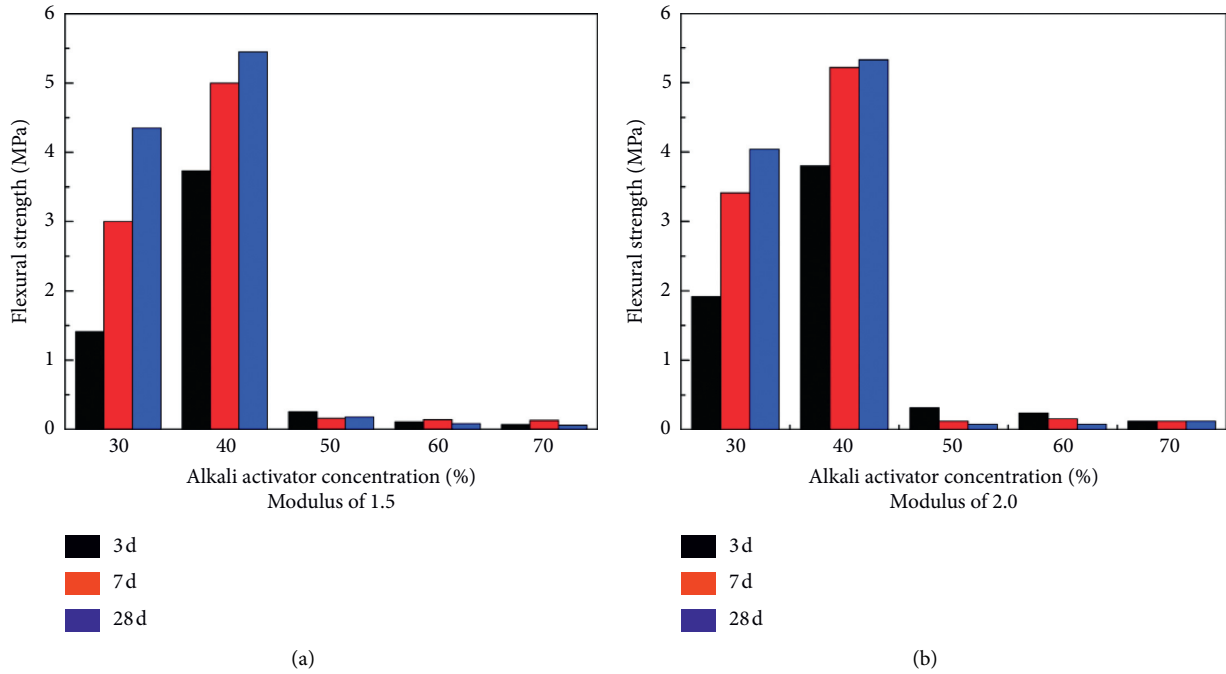 6
5
4
3
2
1
0
Flexural strength (MPa)
30 40 50 60 70
Alkali activator concentration (%)
Modulus of 1.5
3 d
7 d
28 d
(a)
6
5
4
3
2
1
0
Flexural strength (MPa)
30 40 50 60 70
Alkali activator concentration (%)
Modulus of 2.0
3 d
7 d
28 d
(b)